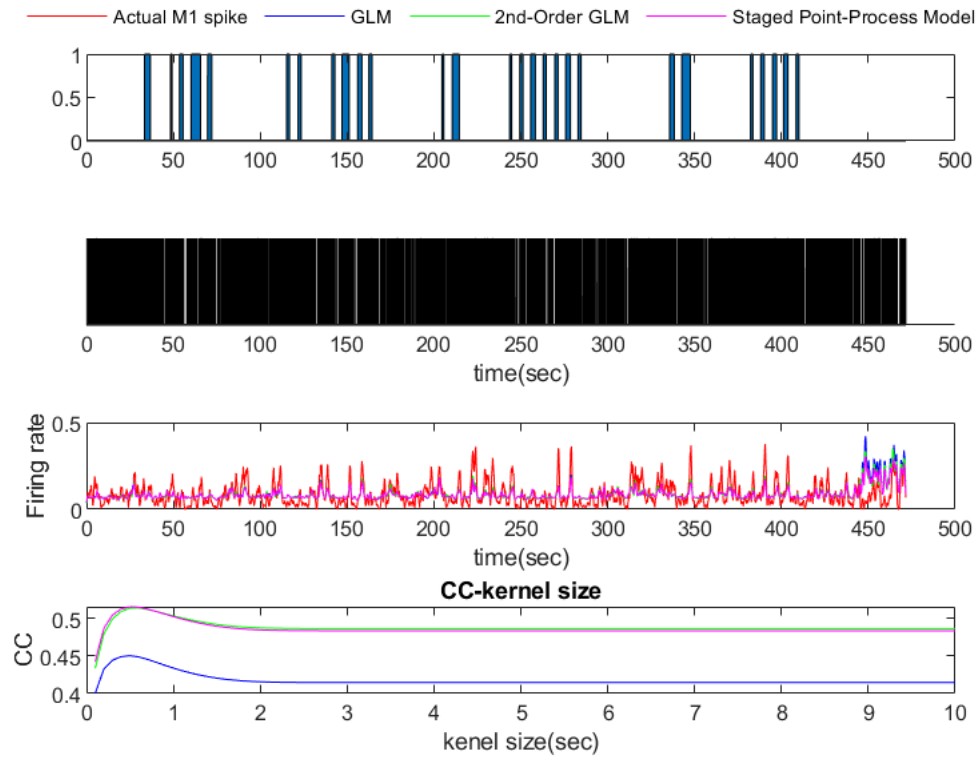 Actual M1 spike GLM 2nd-Order GLM Staged Point-Process Model
1
0.5
0
0 50 100 150 200 250 300 350 400 450 500
0 50 100 150 200 250 300 350 400 450 500
time(sec)
Firing rate
0.5
0
0 50 100 150 200 250 300 350 400 450 500
time(sec)
CC-kernel size
CC
0.5
0.45
0.4
0 1 2 3 4 5 6 7 8 9 10
kenel size(sec)